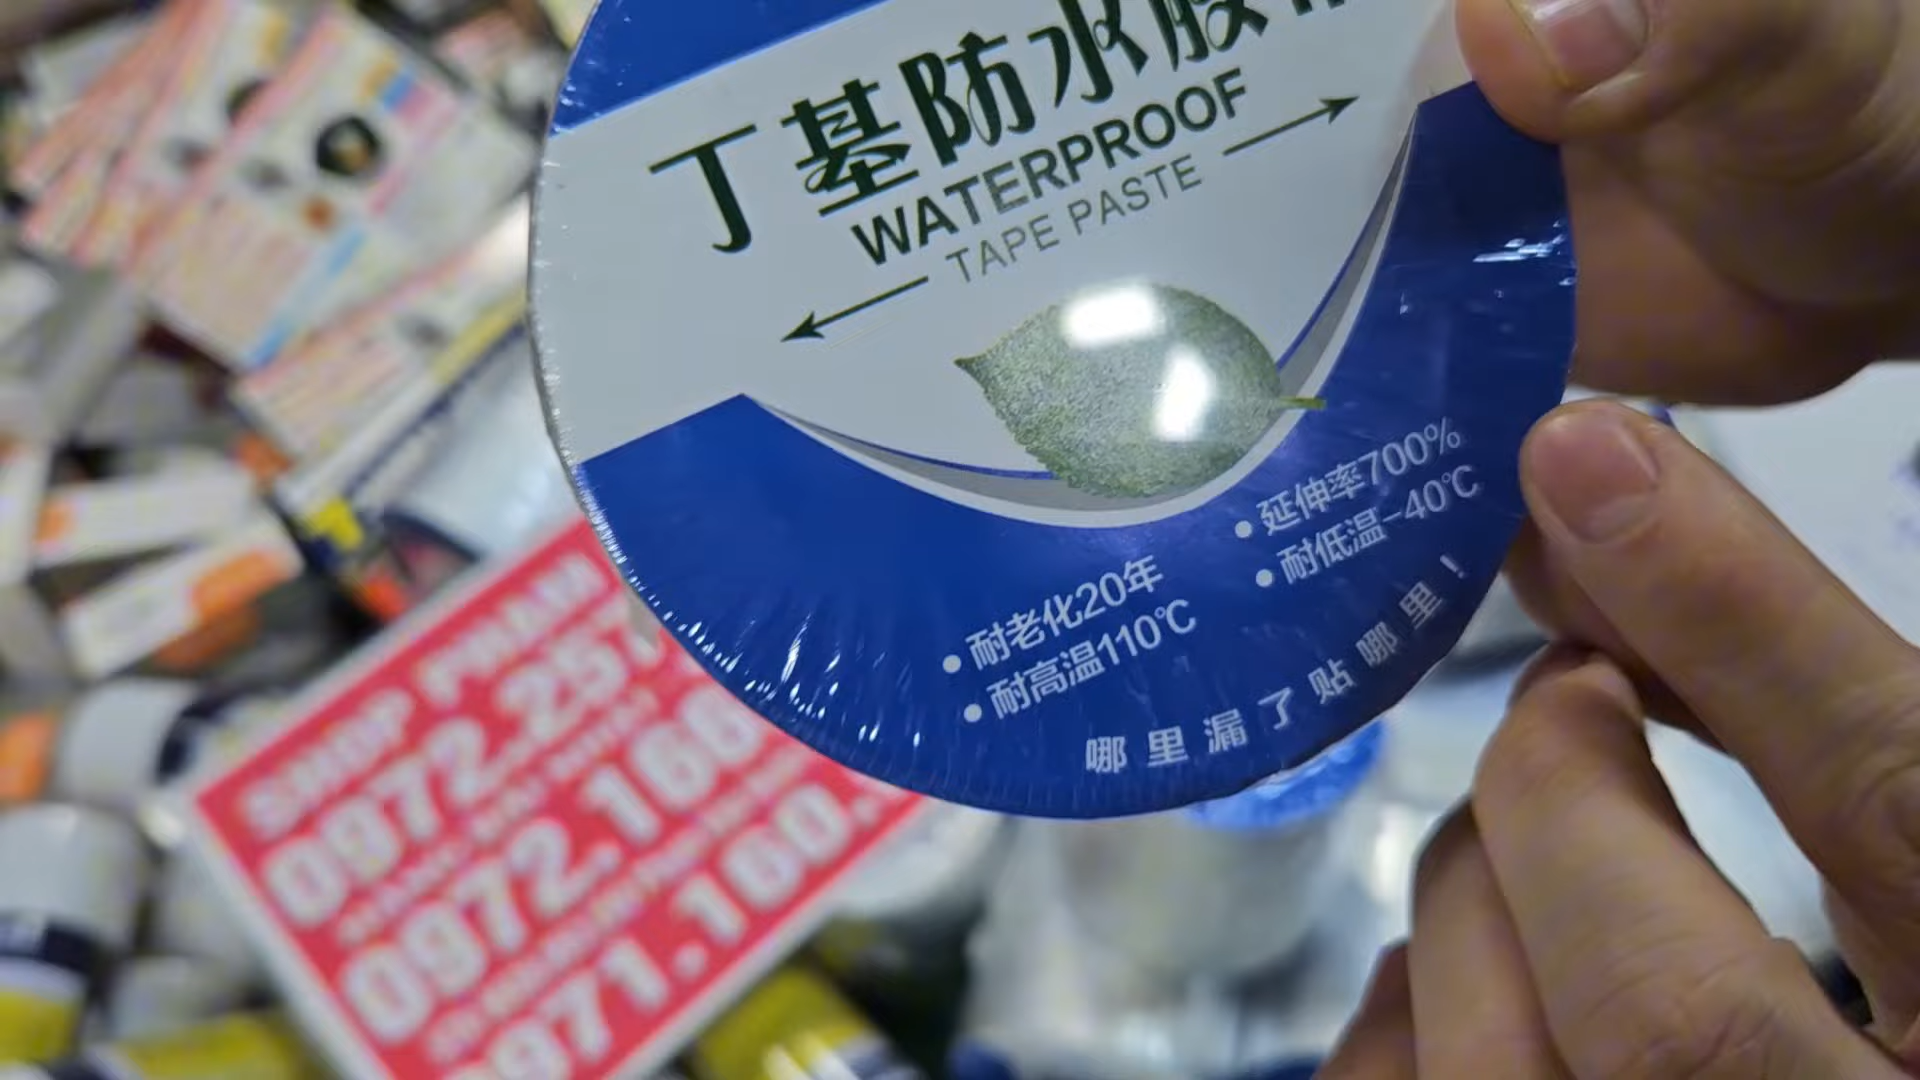 丁基防水胶
WATERPROOF
TAPE PASTE
延伸率700%
耐低温-40℃
耐老化20年
耐高温110℃
哪里漏了贴哪里！
SHOP PHAM
0972.257
0972.160
0971.160.